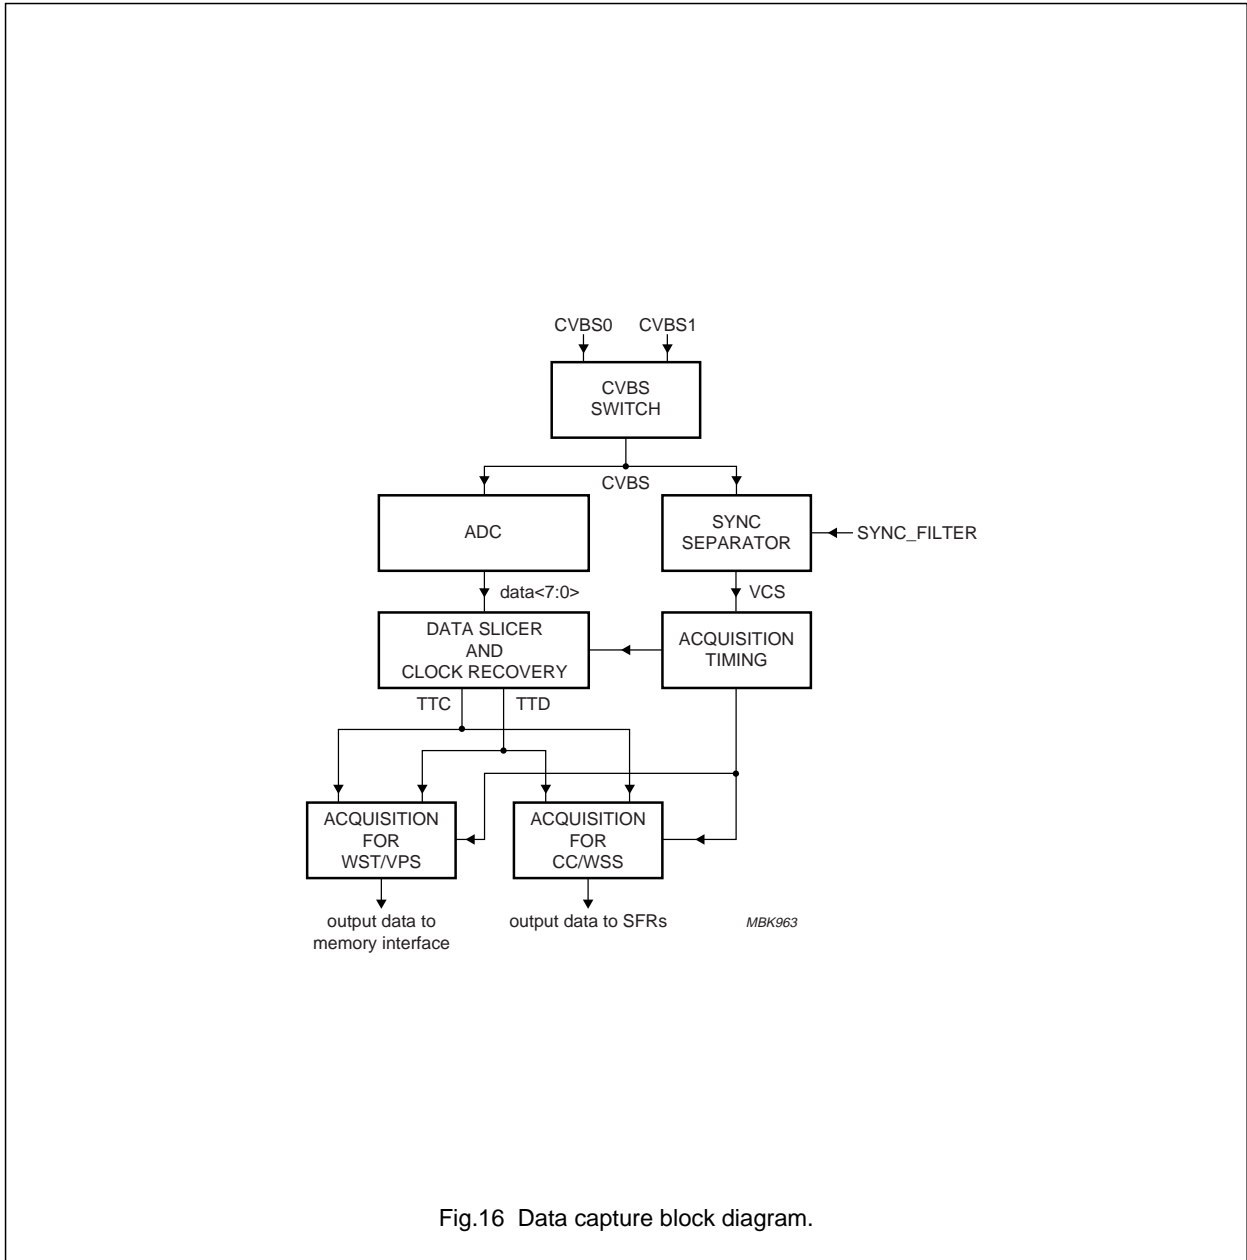 CVBS0 CVBS1
CVBS
SWITCH
CVBS
ADC
SYNC
SEPARATOR
SYNC_FILTER
data<7:0>
VCS
DATA SLICER
AND
CLOCK RECOVERY
ACQUISITION
TIMING
TTC TTD
ACQUISITION
FOR
WST/VPS
ACQUISITION
FOR
CC/WSS
output data to
memory interface
output data to SFRs
MBK963
Fig.16 Data capture block diagram.